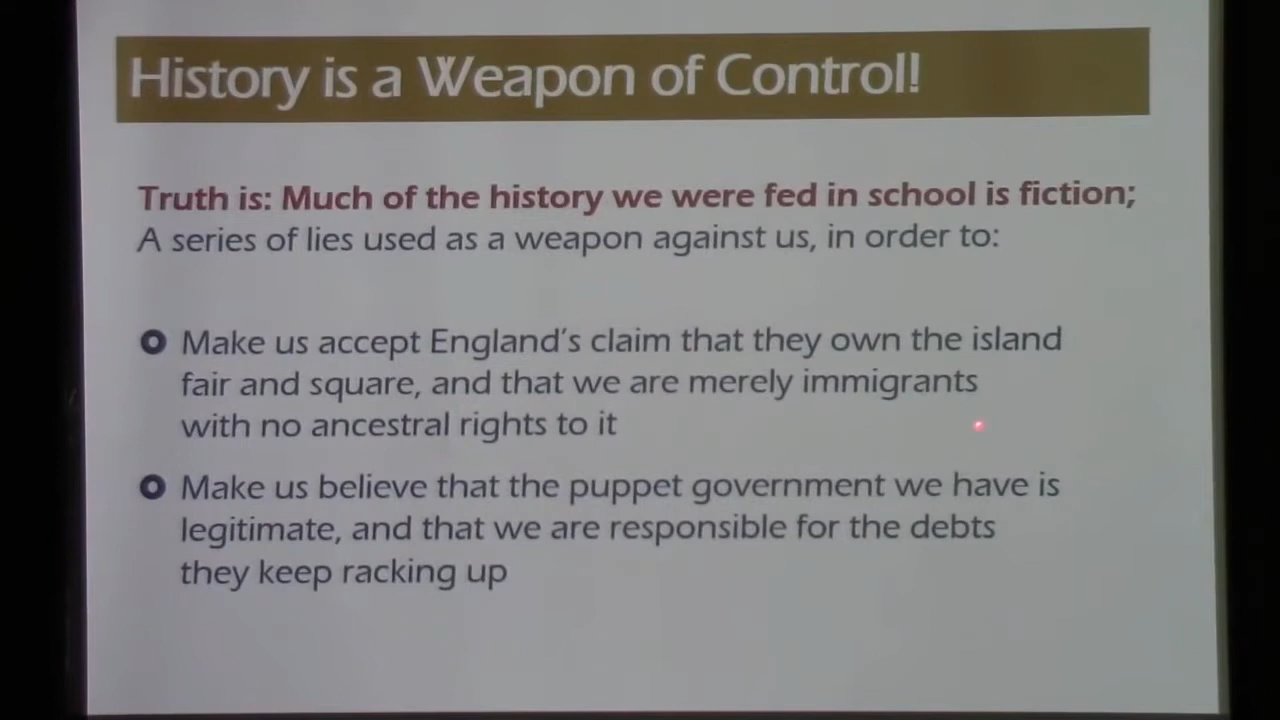 History is a Weapon of Control!
Truth is: Much of the history we were fed in school is fiction;
A series of lies used as a weapon against us, in order to:
Make us accept England's claim that they own the island
fair and square, and that we are merely immigrants
with no ancestral rights to it
Make us believe that the puppet government we have is
legitimate, and that we are responsible for the debts
they keep racking up